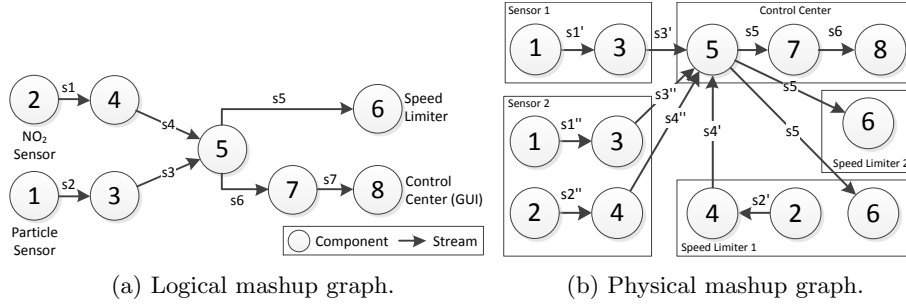 2
s1
4
NO₂
Sensor
s4
1
s2
3
Particle
Sensor
s3
5
s5
6
Speed
Limiter
s6
7
s7
8
Control
Center (GUI)
Component
Stream
(a) Logical mashup graph.
Sensor 1
1
s1'
3
s3'
Control Center
5
s5
7
s6
8
Sensor 2
1
s1''
3
s3''
2
s2''
4
s4''
s4'
s5
s5
6
Speed Limiter 2
4
s2'
2
6
Speed Limiter 1
(b) Physical mashup graph.